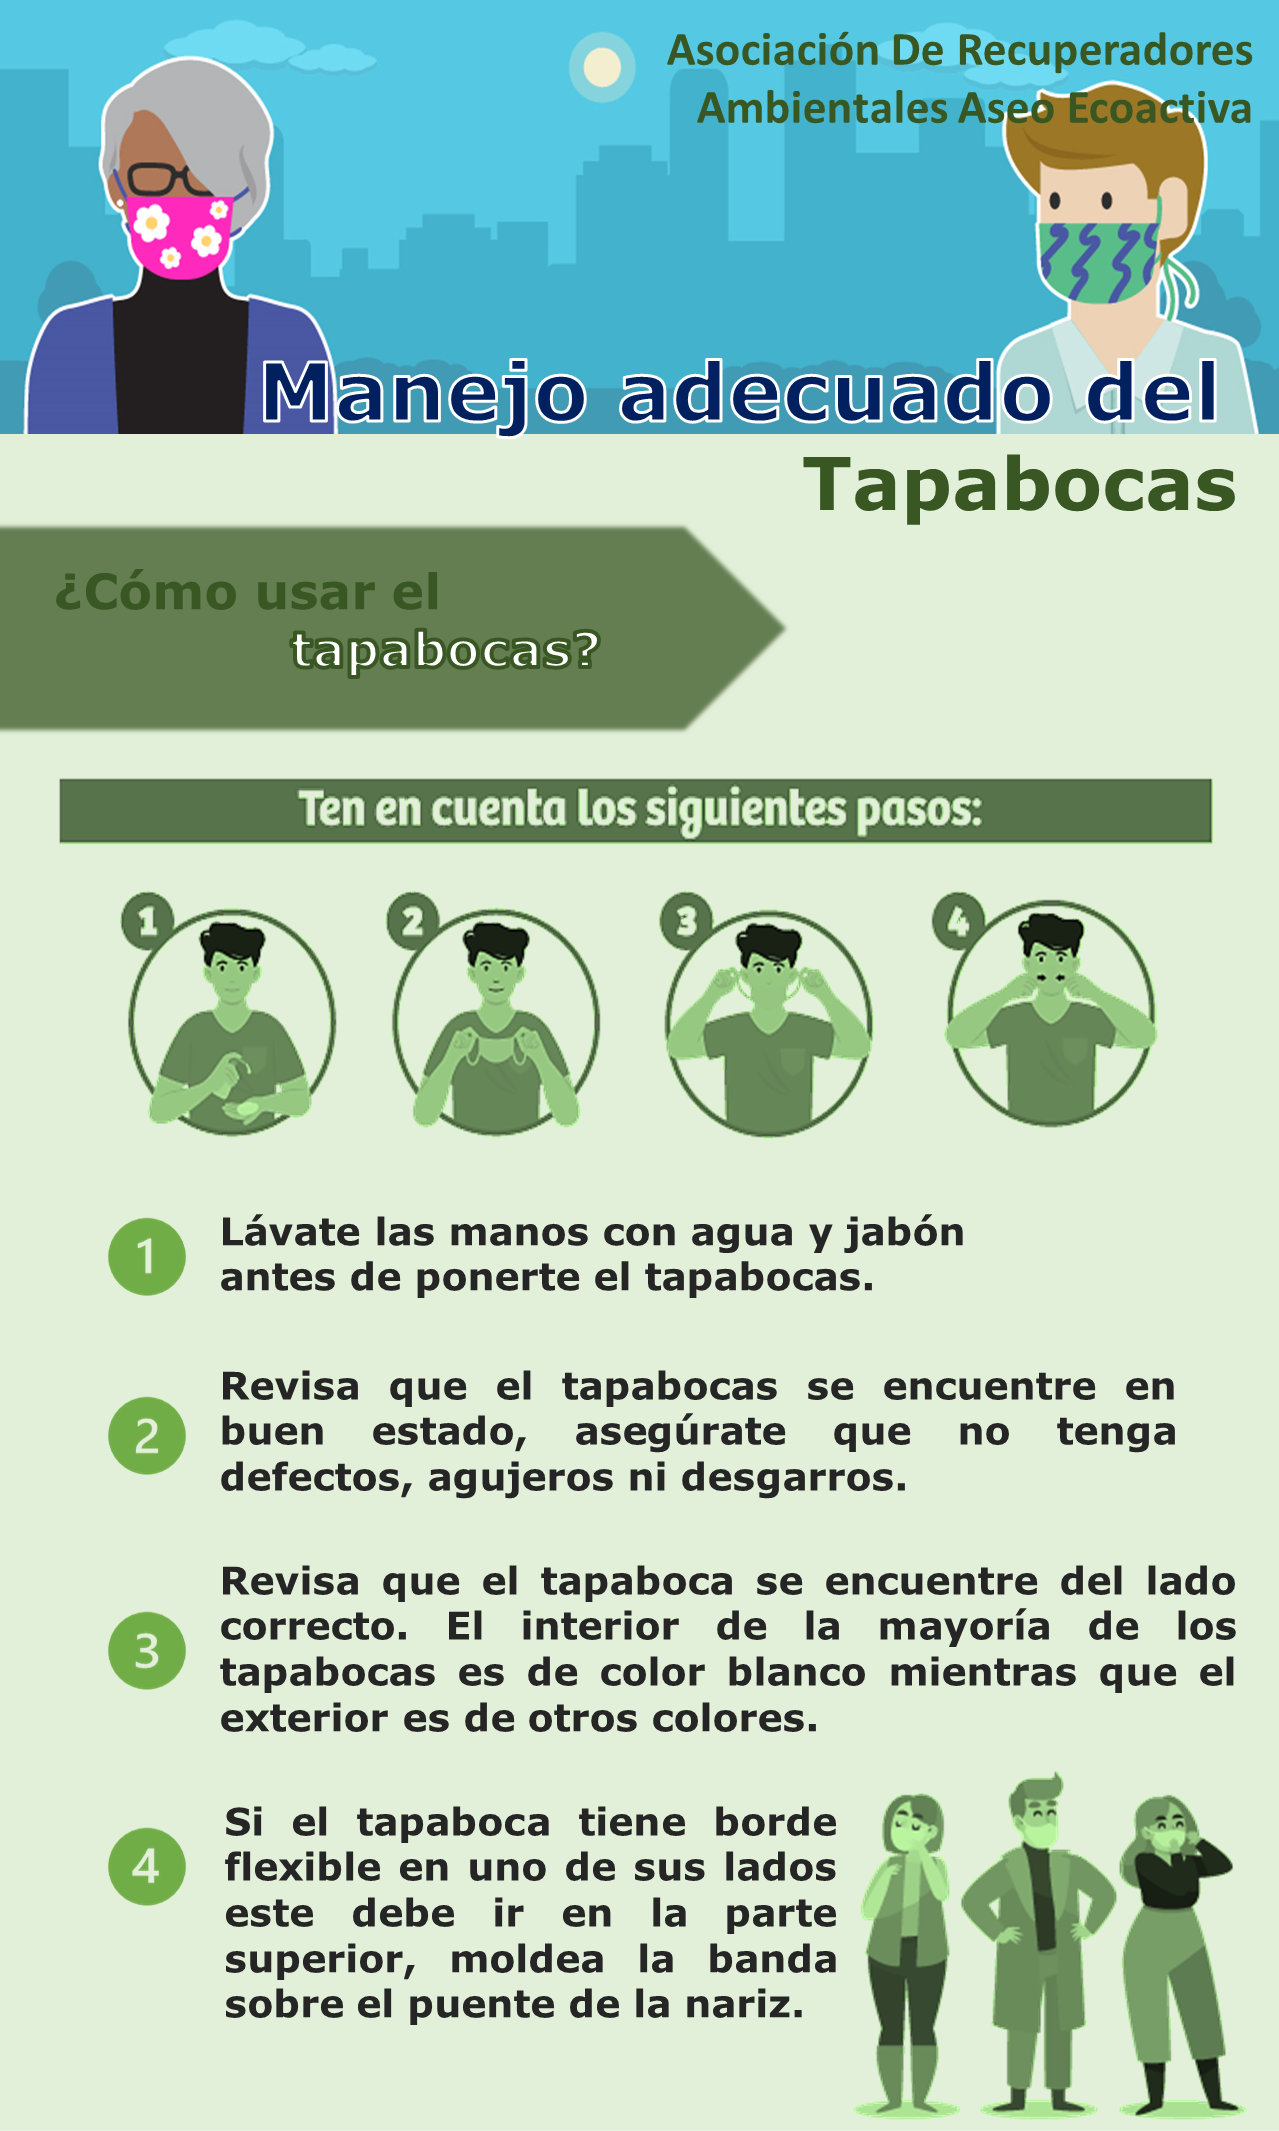 Asociación De Recuperadores
Ambientales Aseo Ecoactiva
Manejo adecuado del
Tapabocas
¿Cómo usar el
tapabocas?
Ten en cuenta los siguientes pasos:
1
2
3
4
1
Lávate las manos con agua y jabón
antes de ponerte el tapabocas.
2
Revisa que el tapabocas se encuentre en
buen estado, asegúrate que no tenga
defectos, agujeros ni desgarros.
3
Revisa que el tapaboca se encuentre del lado
correcto. El interior de la mayoría de los
tapabocas es de color blanco mientras que el
exterior es de otros colores.
4
Si el tapaboca tiene borde
flexible en uno de sus lados
este debe ir en la parte
superior, moldea la banda
sobre el puente de la nariz.